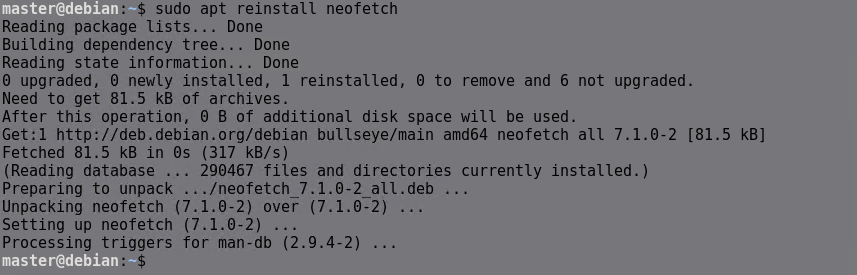 master@debian:~$ sudo apt reinstall neofetch
Reading package lists... Done
Building dependency tree... Done
Reading state information... Done
0 upgraded, 0 newly installed, 1 reinstalled, 0 to remove and 6 not upgraded.
Need to get 81.5 kB of archives.
After this operation, 0 B of additional disk space will be used.
Get:1 http://deb.debian.org/debian bullseye/main amd64 neofetch all 7.1.0-2 [81.5 kB]
Fetched 81.5 kB in 0s (317 kB/s)
(Reading database ... 290467 files and directories currently installed.)
Preparing to unpack .../neofetch_7.1.0-2_all.deb ...
Unpacking neofetch (7.1.0-2) over (7.1.0-2) ...
Setting up neofetch (7.1.0-2) ...
Processing triggers for man-db (2.9.4-2) ...
master@debian:~$